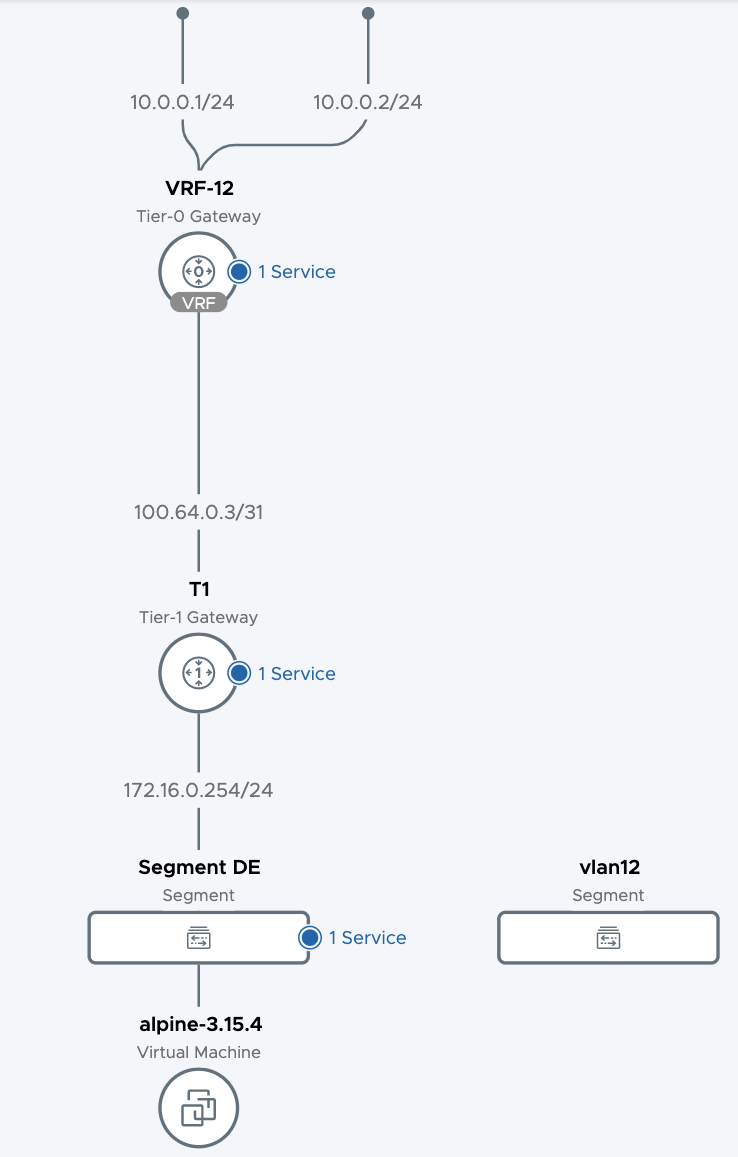 10.0.0.1/24
10.0.0.2/24
VRF-12
Tier-0 Gateway
0
1 Service
VRF
100.64.0.3/31
T1
Tier-1 Gateway
1
1 Service
172.16.0.254/24
Segment DE
Segment
1 Service
vlan12
Segment
alpine-3.15.4
Virtual Machine